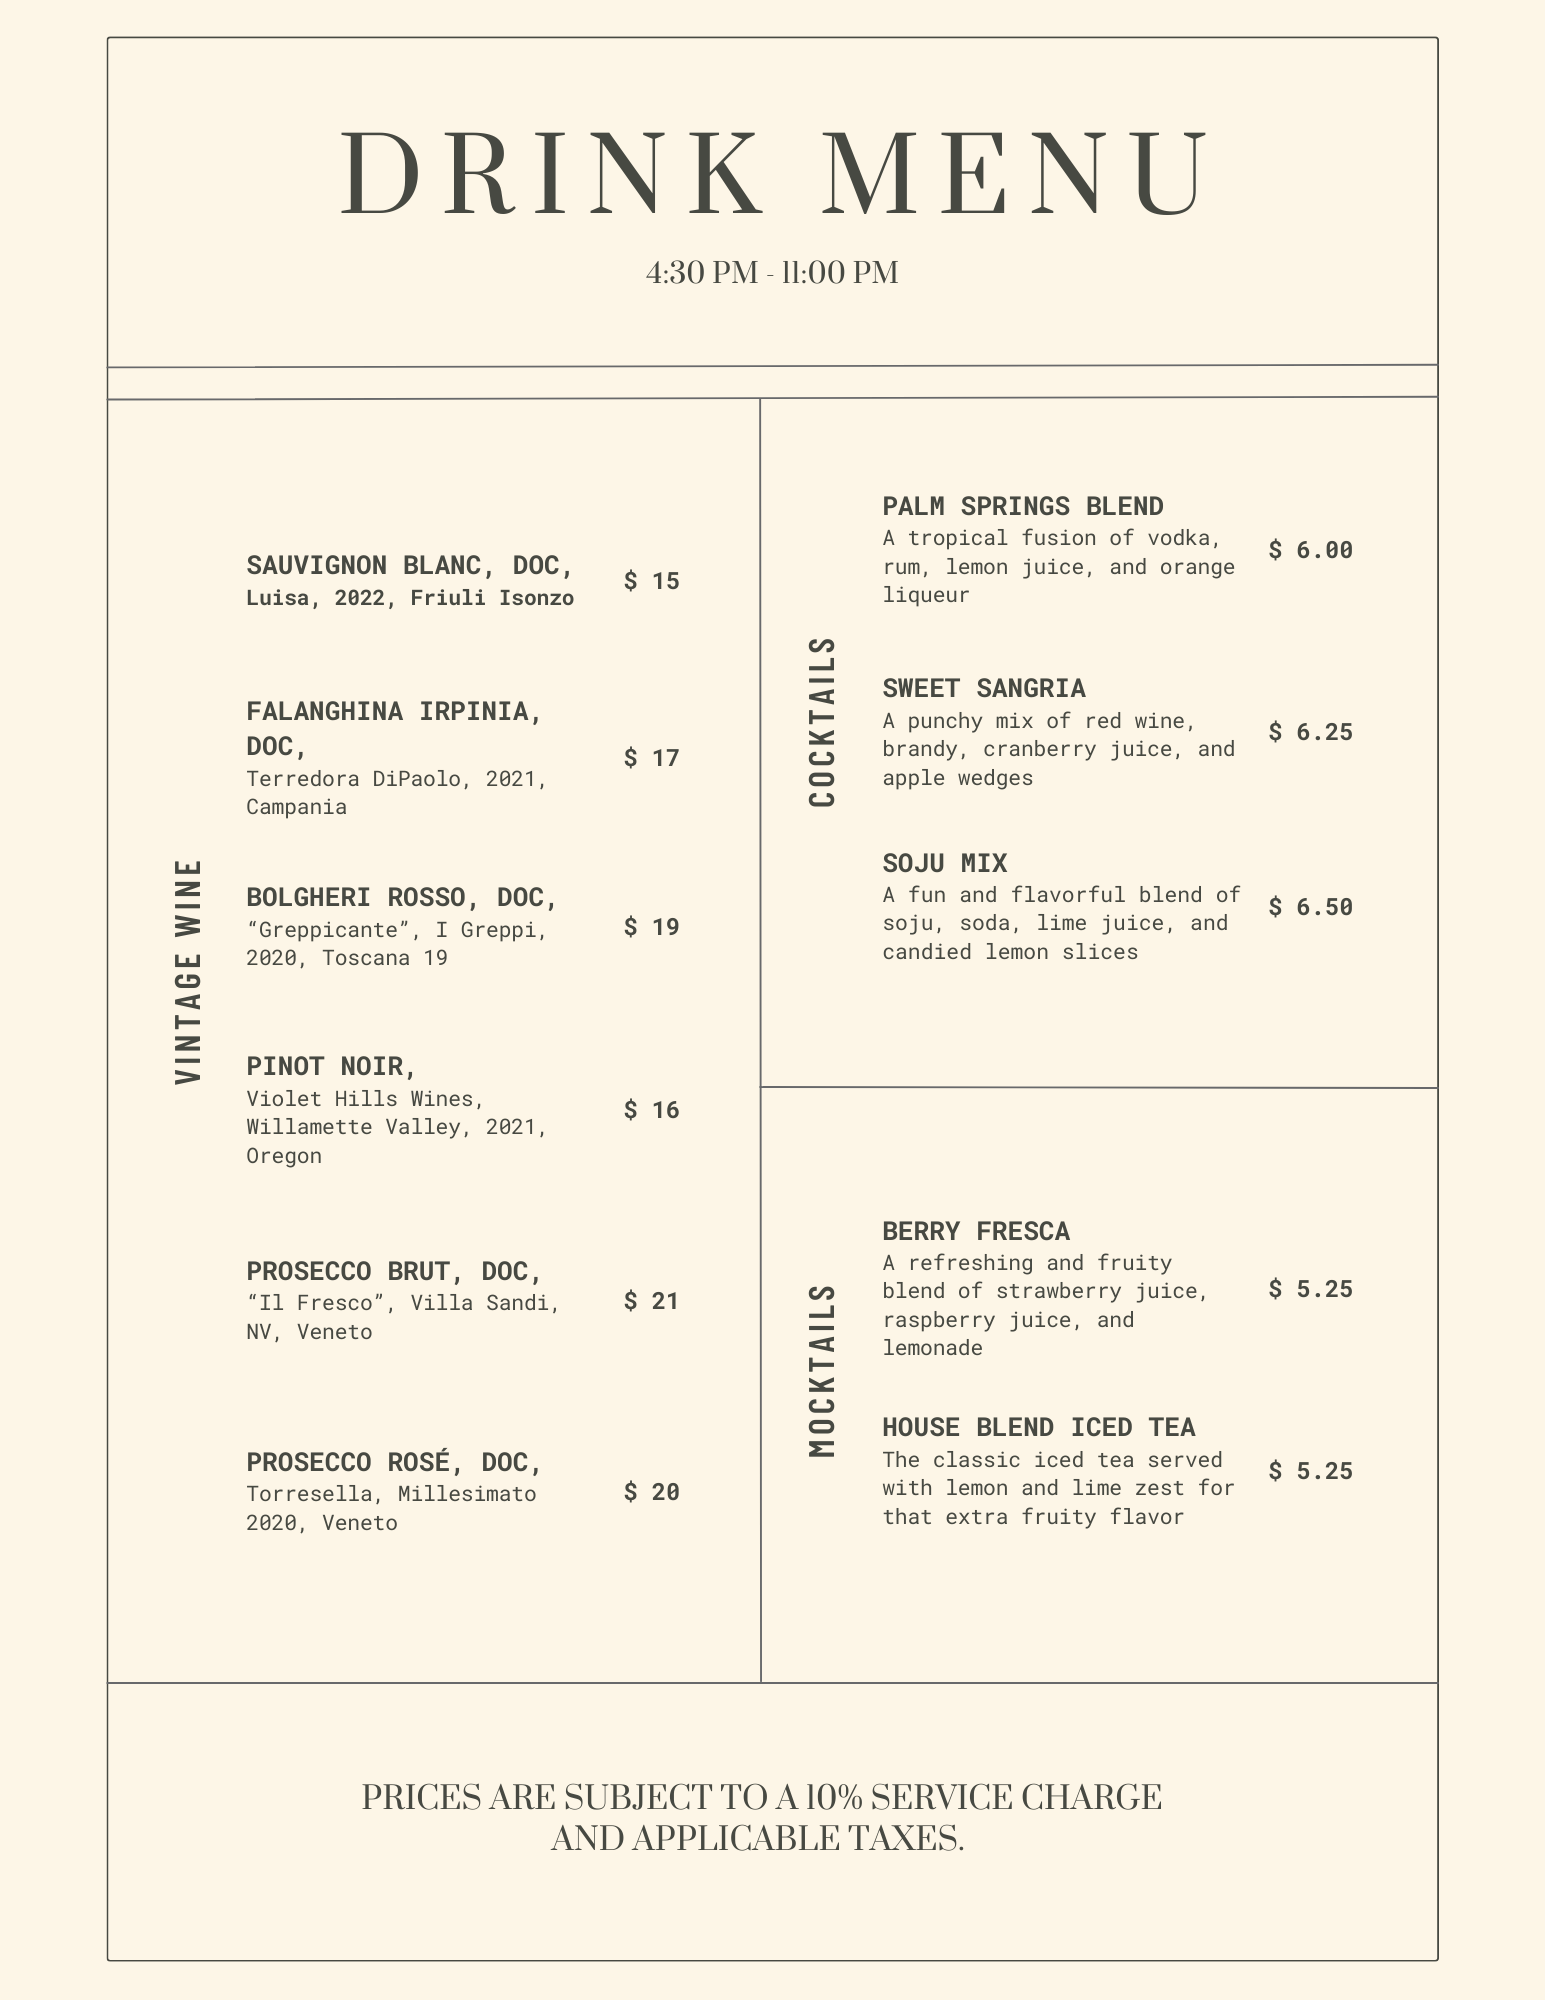 DRINK MENU
4:30 PM - 11:00 PM
VINTAGE WINE
SAUVIGNON BLANC, DOC,
Luisa, 2022, Friuli Isonzo
$ 15
FALANGHINA IRPINIA,
DOC,
Terredora DiPaolo, 2021,
Campania
$ 17
BOLGHERI ROSSO, DOC,
“Greppicante”, I Greppi,
2020, Toscana 19
$ 19
PINOT NOIR,
Violet Hills Wines,
Willamette Valley, 2021,
Oregon
$ 16
PROSECCO BRUT, DOC,
“Il Fresco”, Villa Sandi,
NV, Veneto
$ 21
PROSECCO ROSÉ, DOC,
Torresella, Millesimato
2020, Veneto
$ 20
COCKTAILS
PALM SPRINGS BLEND
A tropical fusion of vodka,
rum, lemon juice, and orange
liqueur
$ 6.00
SWEET SANGRIA
A punchy mix of red wine,
brandy, cranberry juice, and
apple wedges
$ 6.25
SOJU MIX
A fun and flavorful blend of
soju, soda, lime juice, and
candied lemon slices
$ 6.50
MOCKTAILS
BERRY FRESCA
A refreshing and fruity
blend of strawberry juice,
raspberry juice, and
lemonade
$ 5.25
HOUSE BLEND ICED TEA
The classic iced tea served
with lemon and lime zest for
that extra fruity flavor
$ 5.25
PRICES ARE SUBJECT TO A 10% SERVICE CHARGE
AND APPLICABLE TAXES.